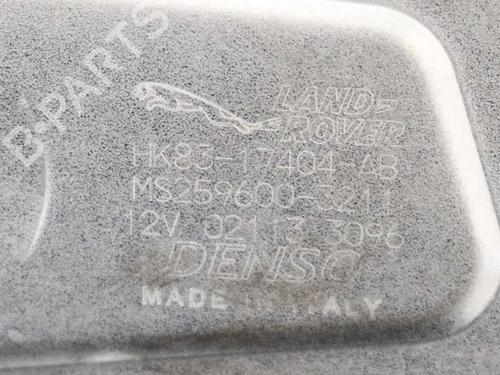 B-PARTS
LAND-
ROVER
HK83-17404-AB
MS259600-3211
12V 02113 3096
DENSO
MADE IN ITALY